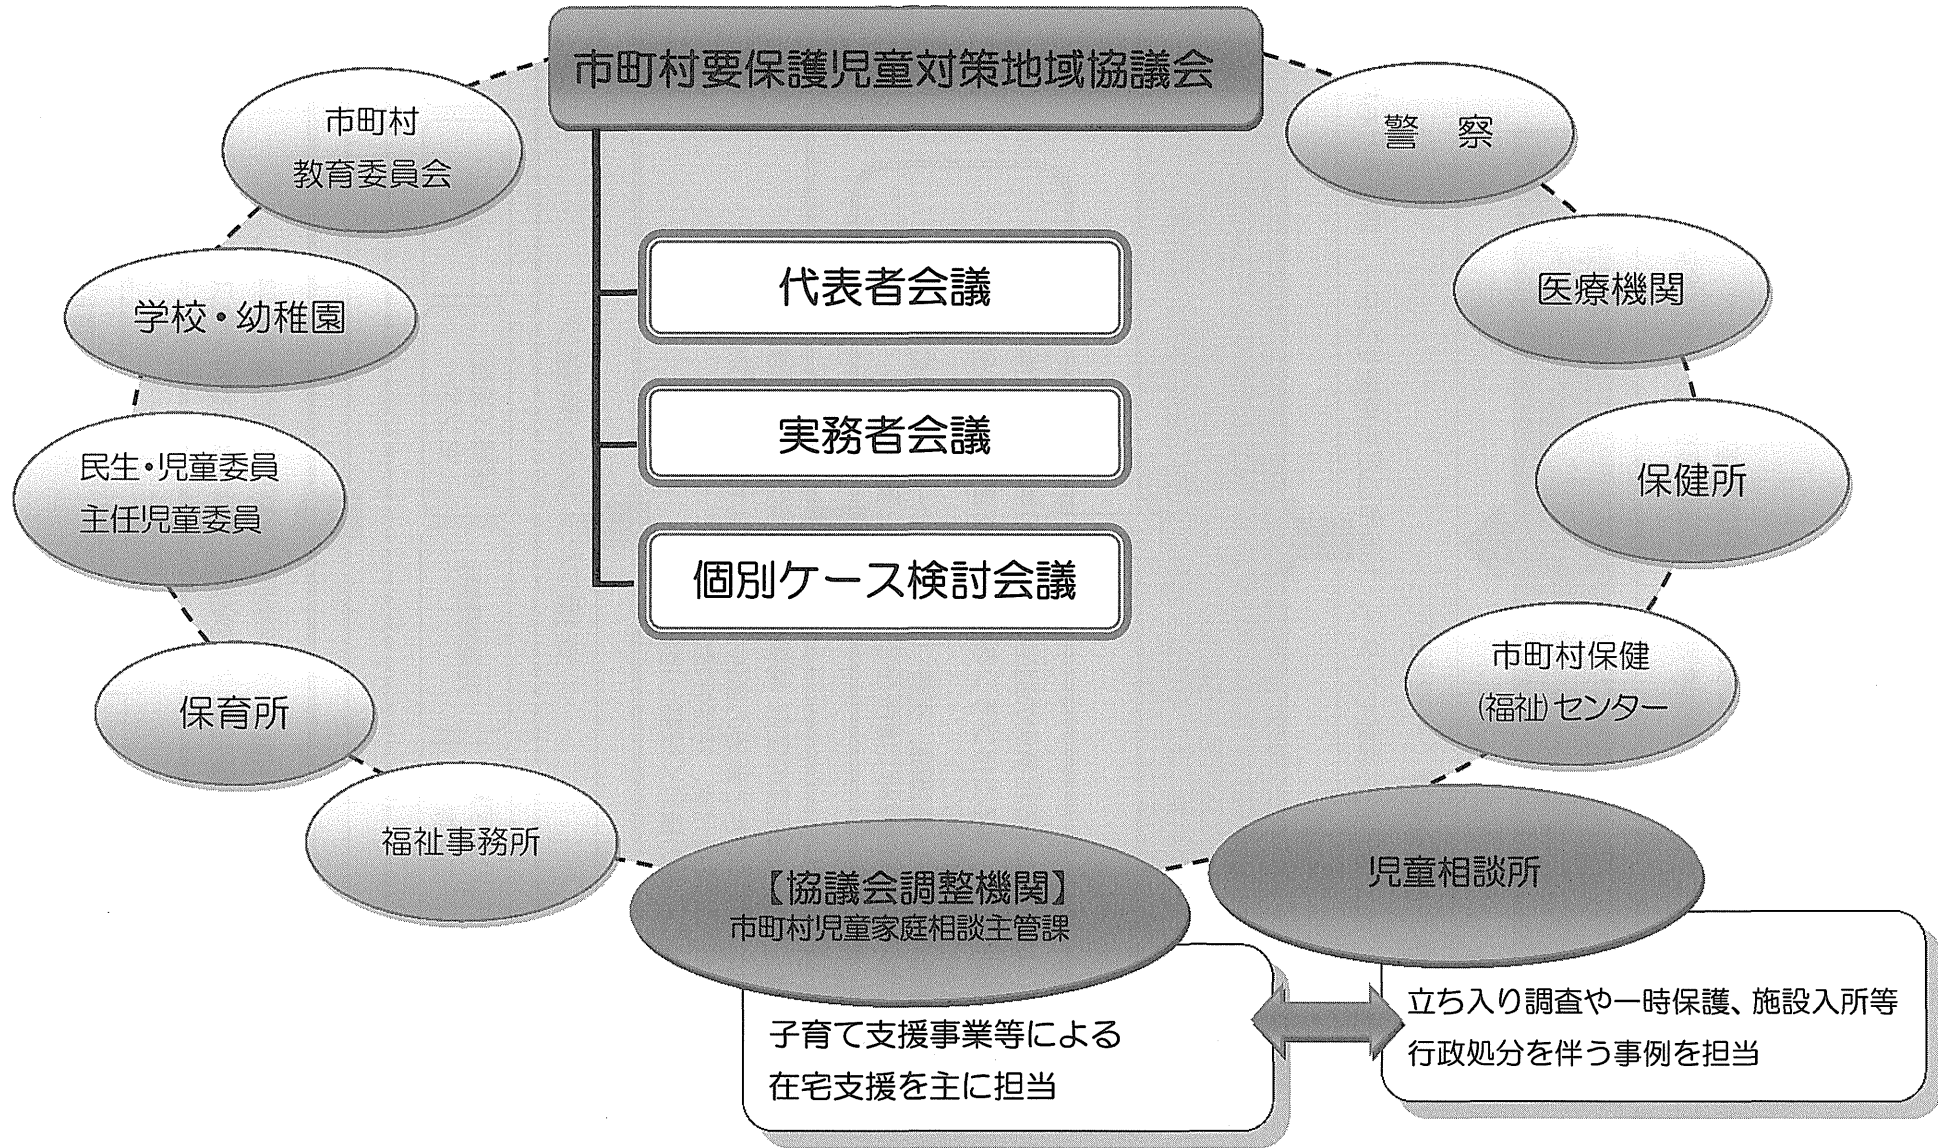 市町村要保護児童対策地域協議会
市町村
教育委員会
警　察
学校・幼稚園
医療機関
代表者会議
実務者会議
個別ケース検討会議
民生・児童委員
主任児童委員
保健所
保育所
市町村保健
(福祉)センター
福祉事務所
【協議会調整機関】
市町村児童家庭相談主管課
児童相談所
子育て支援事業等による
在宅支援を主に担当
立ち入り調査や一時保護、施設入所等
行政処分を伴う事例を担当